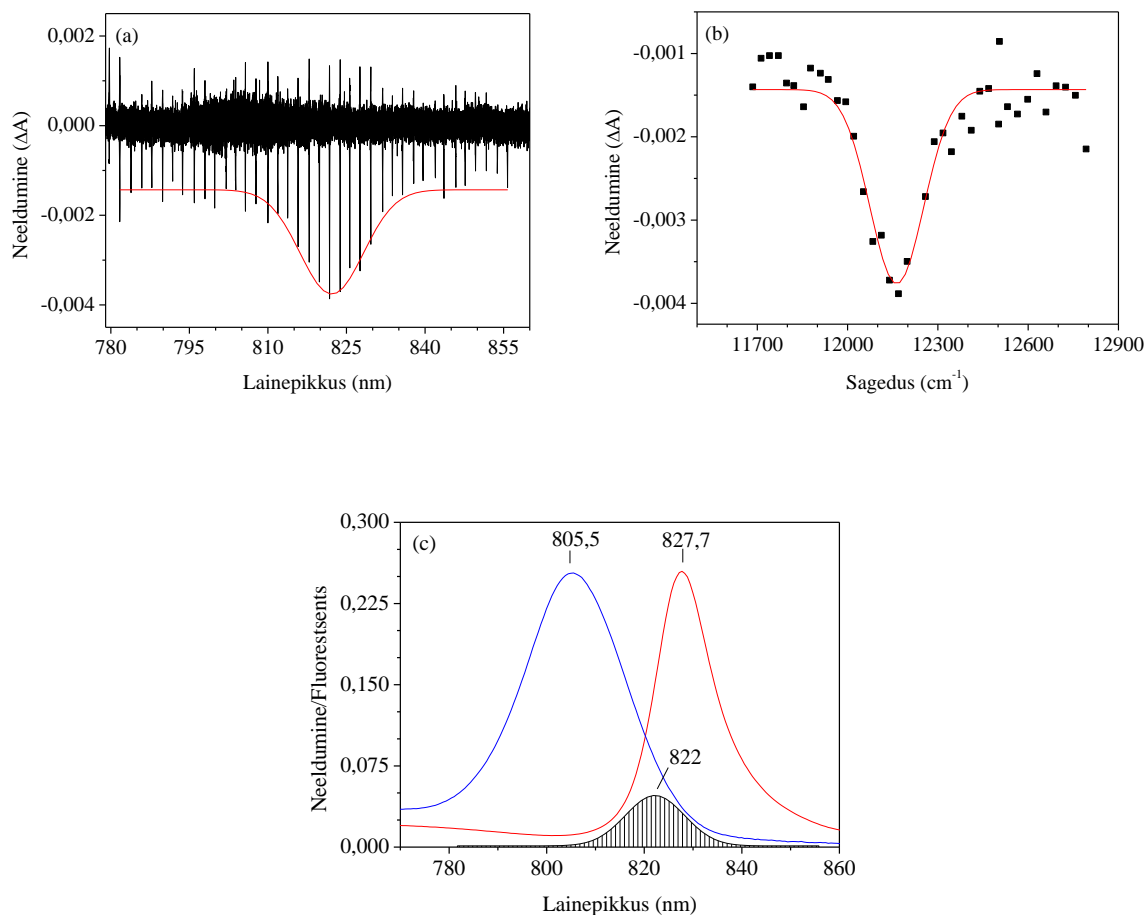 (a)
0,002
0,000
-0,002
-0,004
Neeldumine (ΔA)
780 795 810 825 840 855
Lainepikkus (nm)
(b)
-0,001
-0,002
-0,003
-0,004
Neeldumine (ΔA)
11700 12000 12300 12600 12900
Sagedus (cm⁻¹)
(c)
805,5 827,7
822
0,300
0,225
0,150
0,075
0,000
Neeldumine/Fluorestsents
780 800 820 840 860
Lainepikkus (nm)